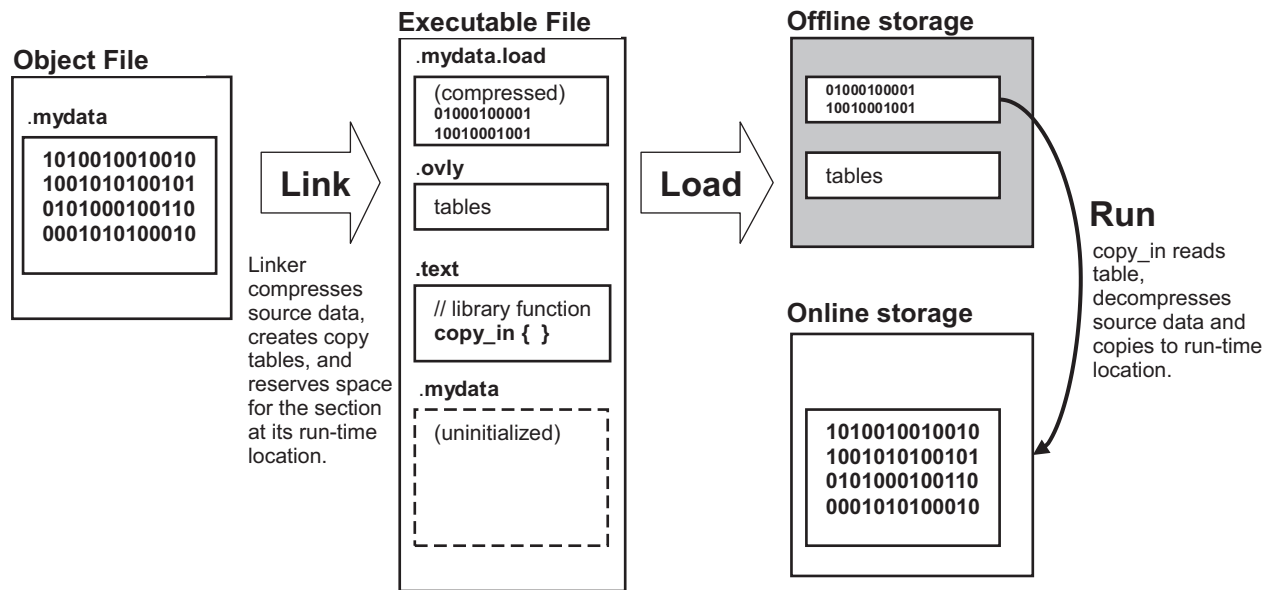 Object File
.mydata
1010010010010
1001010100101
0101000100110
0001010100010
Link
Linker
compresses
source data,
creates copy
tables, and
reserves space
for the section
at its run-time
location.
Executable File
.mydata.load
(compressed)
01000100001
10010001001
.ovly
tables
.text
// library function
copy_in { }
.mydata
(uninitialized)
Load
Offline storage
01000100001
10010001001
tables
Run
copy_in reads
table,
decompresses
source data and
copies to run-time
location.
Online storage
1010010010010
1001010100101
0101000100110
0001010100010